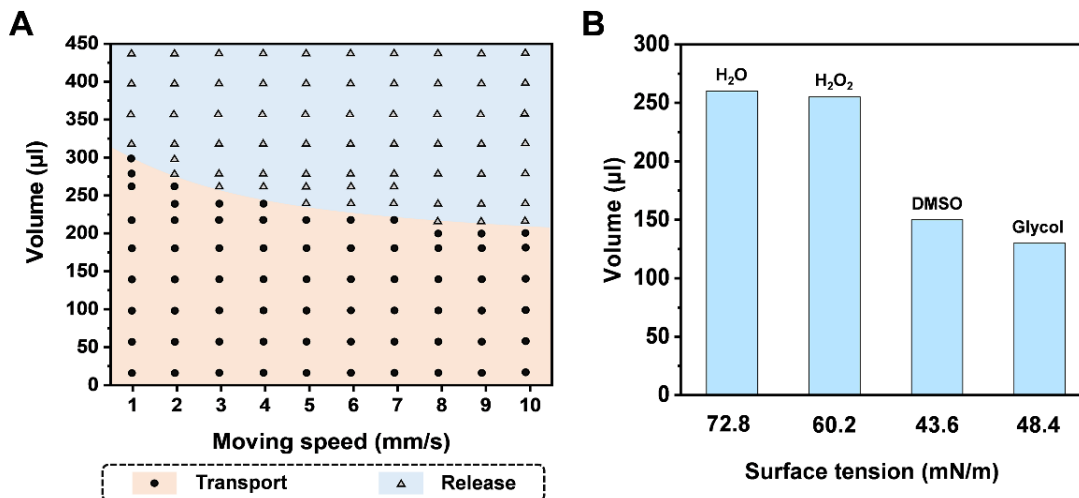 A
450
400
350
300
250
200
150
100
50
0
Volume (µl)
1 2 3 4 5 6 7 8 9 10
Moving speed (mm/s)
Transport Release
B
300
250
200
150
100
50
0
Volume (µl)
H₂O
H₂O₂
DMSO
Glycol
72.8 60.2 43.6 48.4
Surface tension (mN/m)